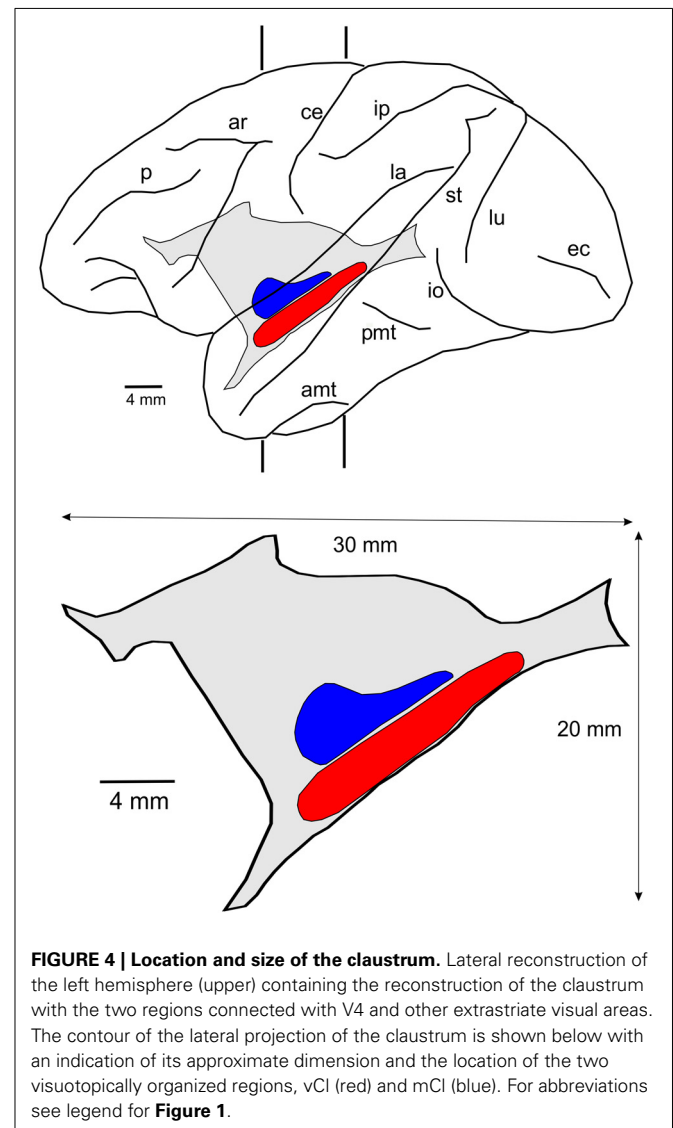 ce
ip
ar
p
la
st
lu
ec
io
pmt
4 mm
amt
30 mm
20 mm
4 mm
FIGURE 4 | Location and size of the claustrum. Lateral reconstruction of
the left hemisphere (upper) containing the reconstruction of the claustrum
with the two regions connected with V4 and other extrastriate visual areas.
The contour of the lateral projection of the claustrum is shown below with
an indication of its approximate dimension and the location of the two
visuotopically organized regions, vCl (red) and mCl (blue). For abbreviations
see legend for Figure 1.